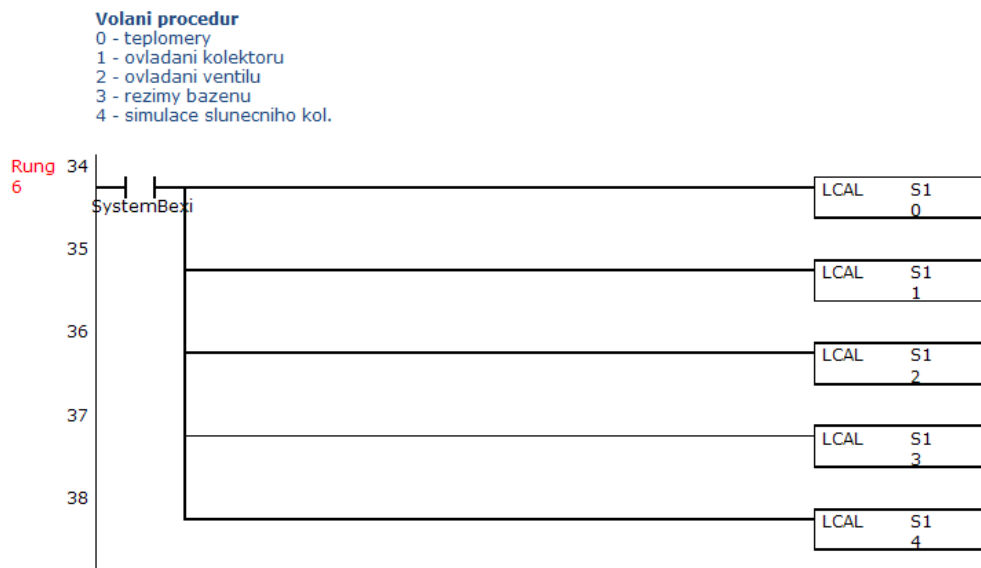 Volani procedur
0 - teplomery
1 - ovladani kolektoru
2 - ovladani ventilu
3 - rezimy bazenu
4 - simulace slunecniho kol.
Rung 34
6
SystemBexi
LCAL S1
0
35
LCAL S1
1
36
LCAL S1
2
37
LCAL S1
3
38
LCAL S1
4